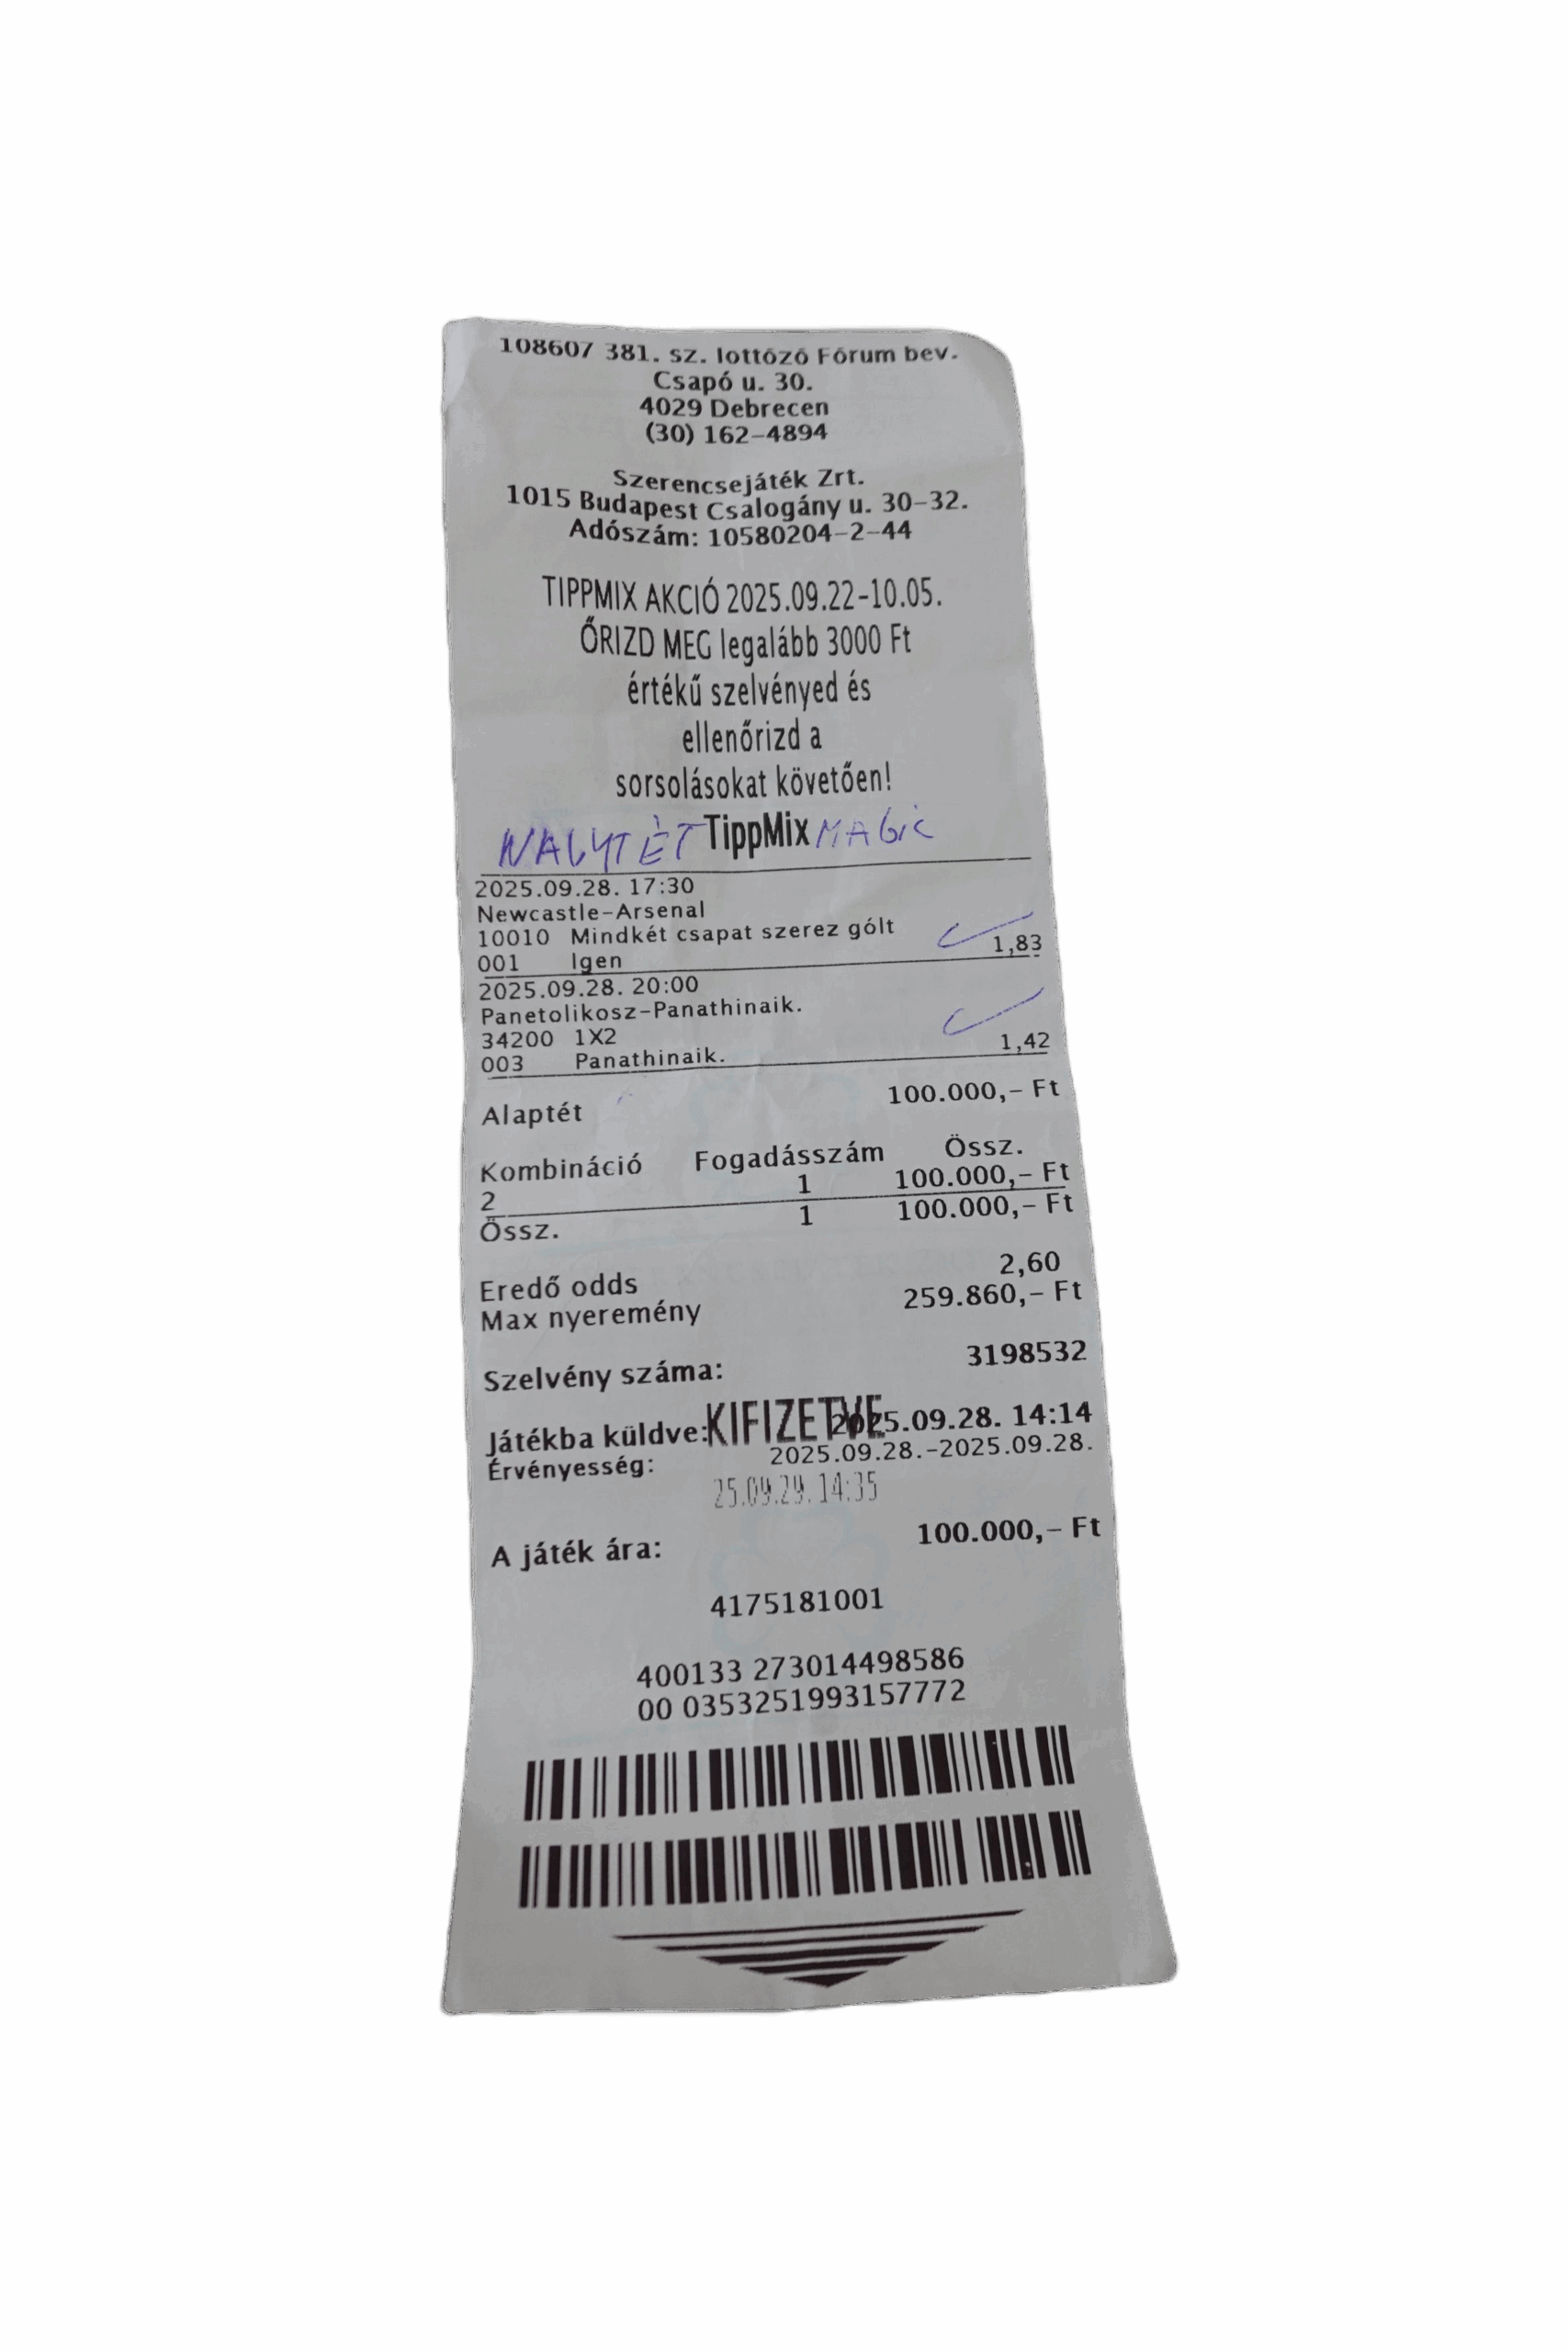 108607 381. sz. lottózó Fórum bev.
Csapó u. 30.
4029 Debrecen
(30) 162-4894
Szerencsejáték Zrt.
1015 Budapest Csalogány u. 30-32.
Adószám: 10580204-2-44
TIPPMIX AKCIÓ 2025.09.22-10.05.
ŐRIZD MEG legalább 3000 Ft
értékű szelvényed és
ellenőrizd a
sorsolásokat követően!
NAGYTÉT TippMix MAGIC
2025.09.28. 17:30
Newcastle-Arsenal
10010 Mindkét csapat szerez gólt
001 Igen 1,83
2025.09.28. 20:00
Panetolikosz-Panathinaik.
34200 1X2
003 Panathinaik. 1,42
Alaptét 100.000,- Ft
Kombináció Fogadásszám Össz.
2 1 100.000,- Ft
Össz. 1 100.000,- Ft
Eredő odds 2,60
Max nyeremény 259.860,- Ft
Szelvény száma: 3198532
Játékba küldve: KIFIZETVE 2025.09.28. 14:14
Érvényesség: 2025.09.28.-2025.09.28.
25.09.29. 14:35
A játék ára: 100.000,- Ft
4175181001
400133 273014498586
00 0353251993157772